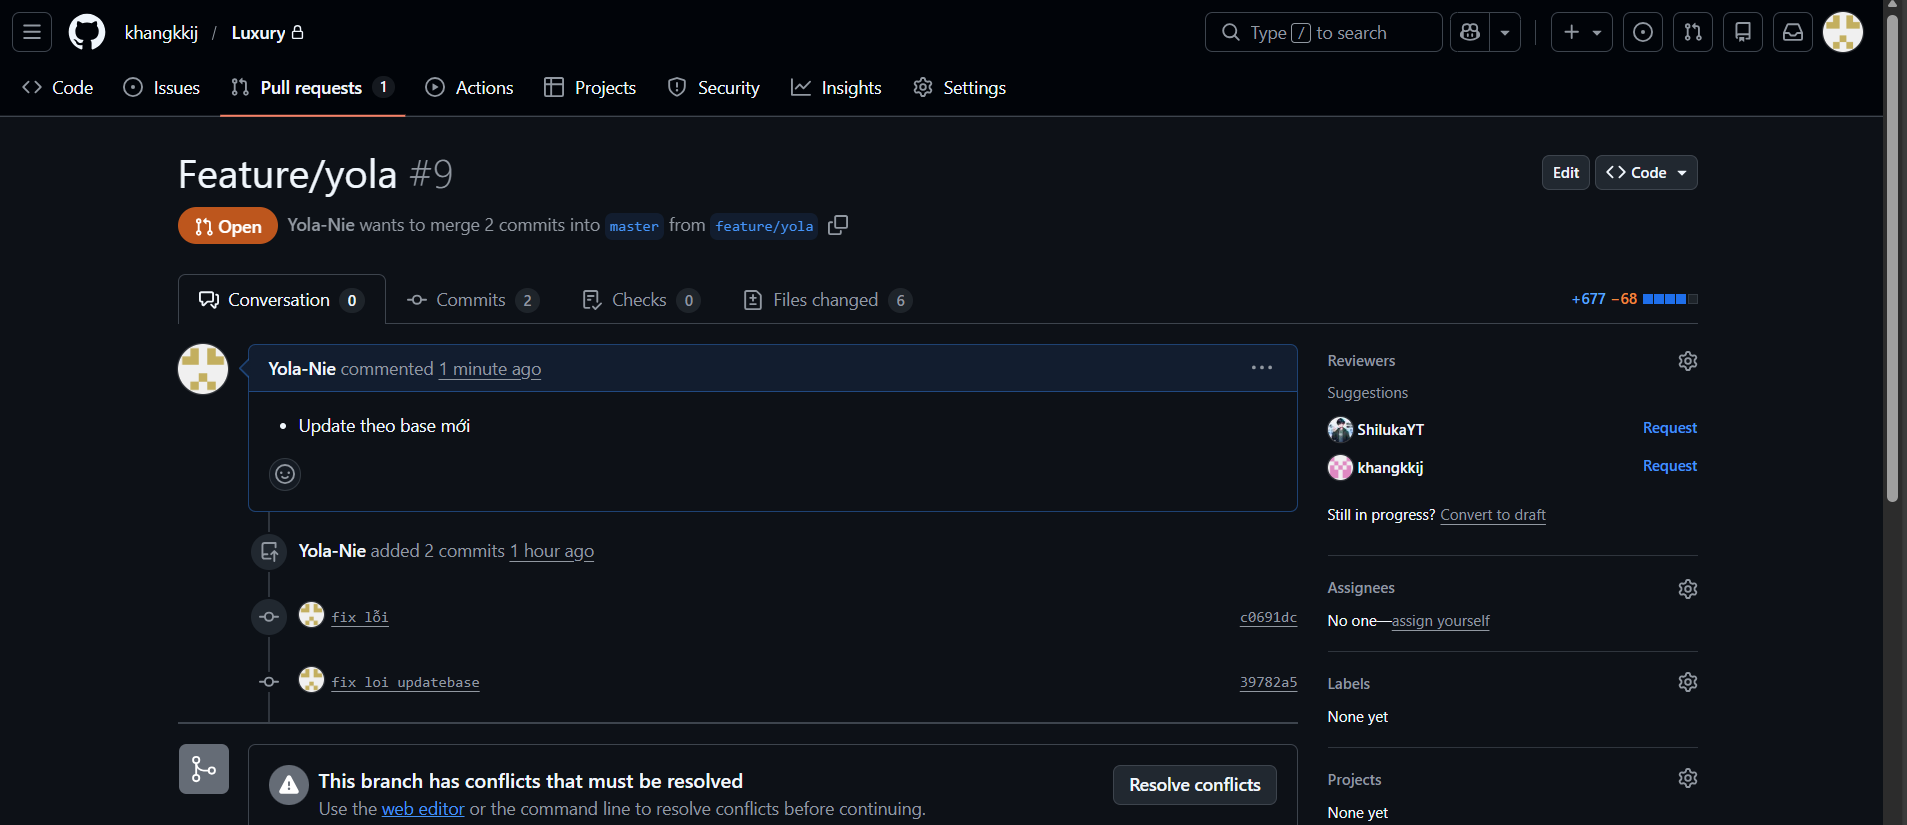 khangkkij / Luxury
Type / to search
Code
Issues
Pull requests 1
Actions
Projects
Security
Insights
Settings
Feature/yola #9
Edit
Code
Open
Yola-Nie wants to merge 2 commits into master from feature/yola
Conversation 0
Commits 2
Checks 0
Files changed 6
+677 −68
Yola-Nie commented 1 minute ago
• Update theo base mới
Yola-Nie added 2 commits 1 hour ago
fix lỗi c0691dc
fix loi updatebase 39782a5
This branch has conflicts that must be resolved
Use the web editor or the command line to resolve conflicts before continuing.
Resolve conflicts
Reviewers
Suggestions
ShilukaYT Request
khangkkij Request
Still in progress? Convert to draft
Assignees
No one—assign yourself
Labels
None yet
Projects
None yet